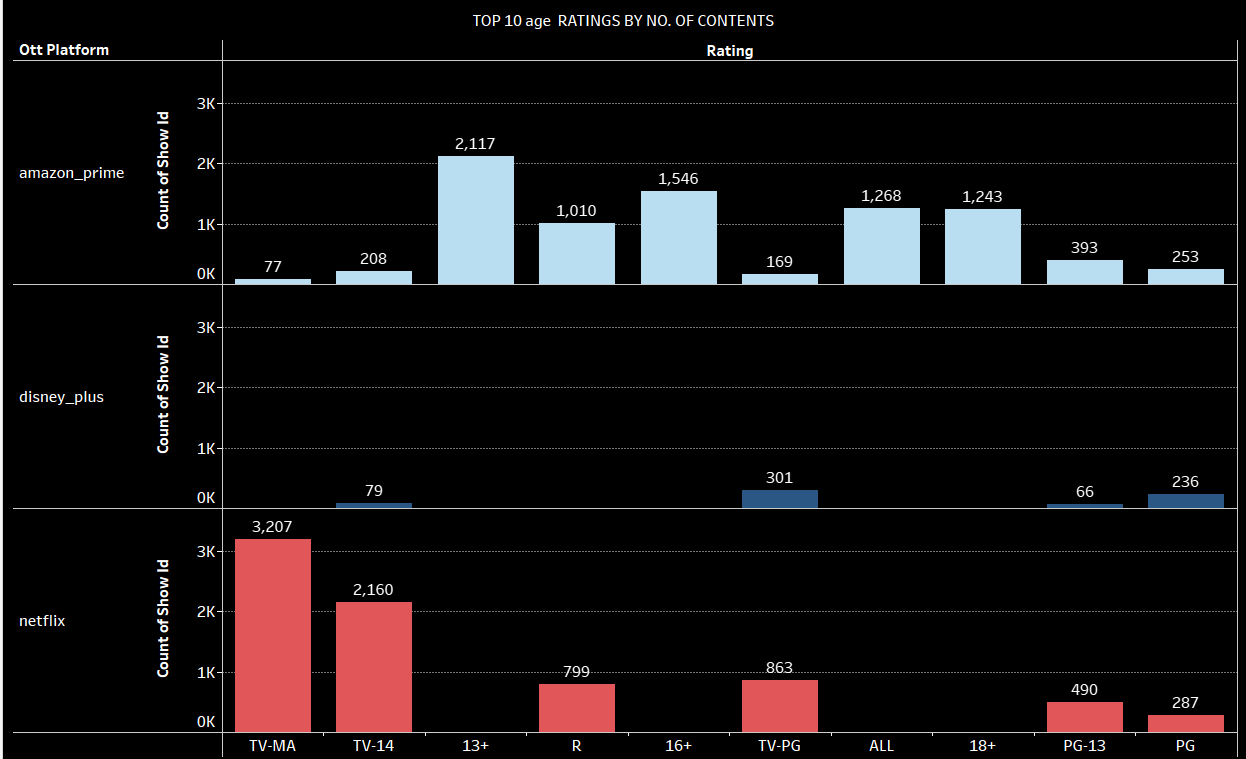 TOP 10 age  RATINGS BY NO. OF CONTENTS
Ott Platform
Rating
amazon_prime
Count of Show Id
3K
2K
1K
0K
77
208
2,117
1,010
1,546
169
1,268
1,243
393
253
disney_plus
Count of Show Id
3K
2K
1K
0K
79
301
66
236
netflix
Count of Show Id
3K
2K
1K
0K
3,207
2,160
799
863
490
287
TV-MA
TV-14
13+
R
16+
TV-PG
ALL
18+
PG-13
PG